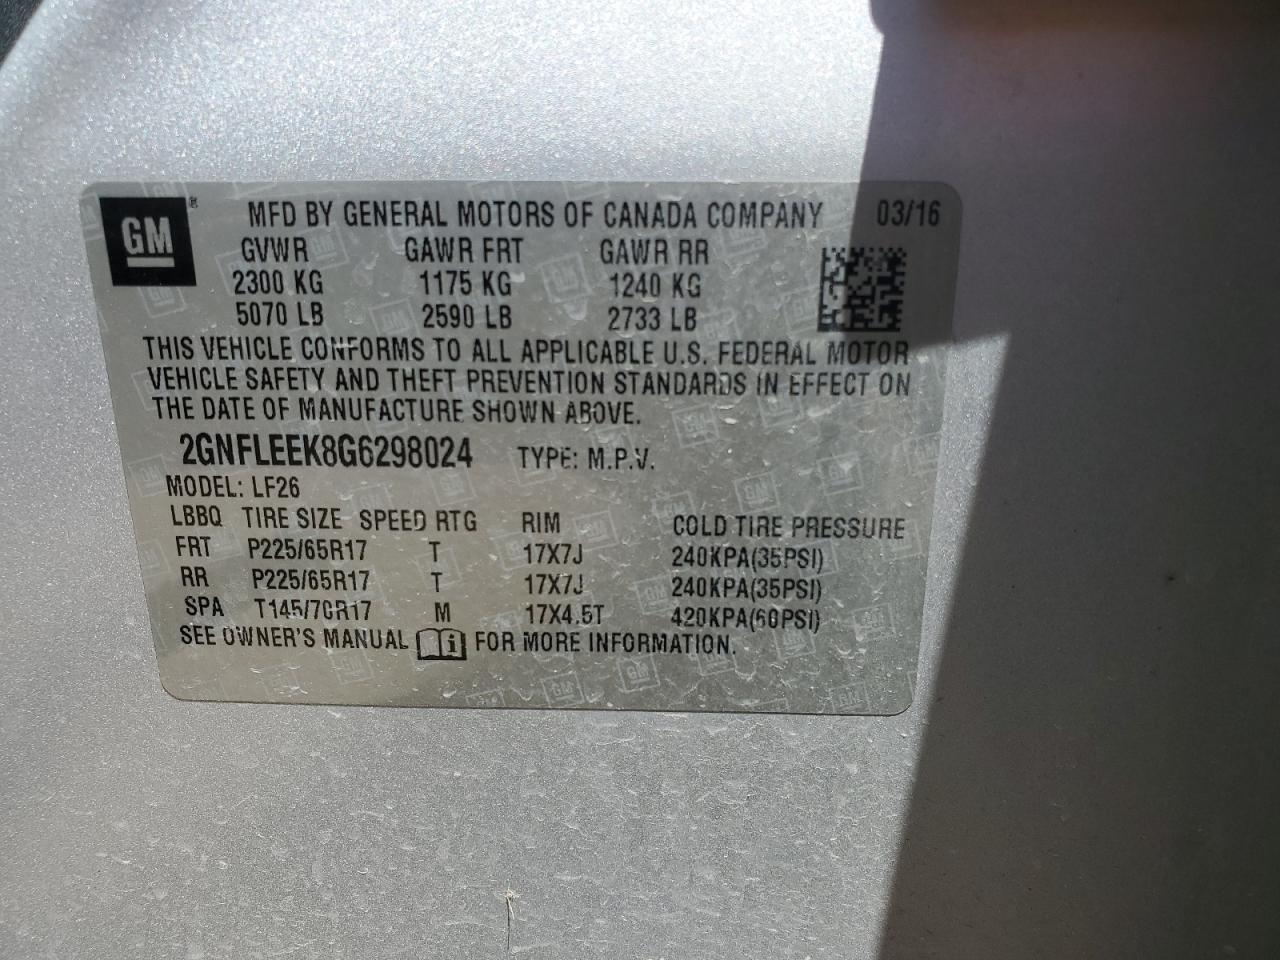 GM ® MFD BY GENERAL MOTORS OF CANADA COMPANY 03/16
GVWR GAWR FRT GAWR RR
2300 KG 1175 KG 1240 KG
5070 LB 2590 LB 2733 LB
THIS VEHICLE CONFORMS TO ALL APPLICABLE U.S. FEDERAL MOTOR
VEHICLE SAFETY AND THEFT PREVENTION STANDARDS IN EFFECT ON
THE DATE OF MANUFACTURE SHOWN ABOVE.
2GNFLEEK8G6298024 TYPE: M.P.V.
MODEL: LF26
LBBQ TIRE SIZE SPEED RTG RIM COLD TIRE PRESSURE
FRT P225/65R17 T 17X7J 240KPA(35PSI)
RR P225/65R17 T 17X7J 240KPA(35PSI)
SPA T145/70R17 M 17X4.5T 420KPA(60PSI)
SEE OWNER'S MANUAL i FOR MORE INFORMATION.